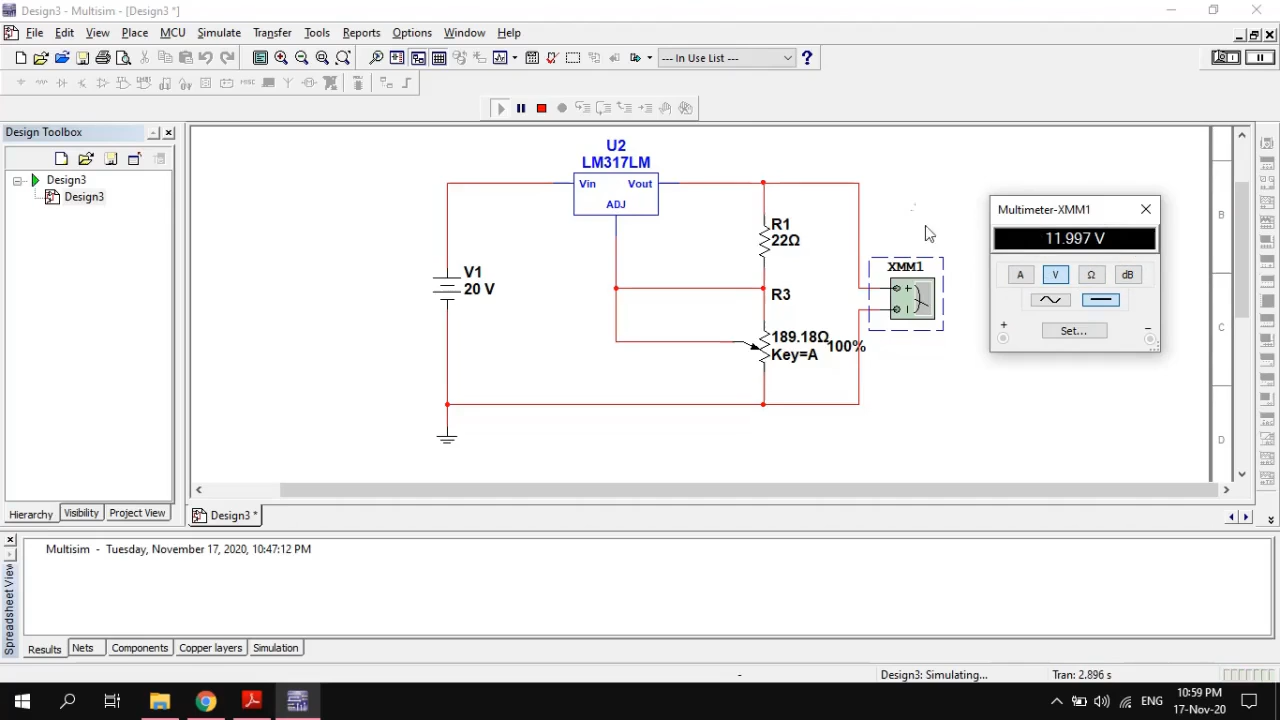 Design3 - Multisim - [Design3 *]
File Edit View Place MCU Simulate Transfer Tools Reports Options Window Help
--- In Use List ---
Design Toolbox
Design3
Design3
Hierarchy Visibility Project View
U2
LM317LM
Vin Vout
ADJ
R1
22Ω
V1
20 V
R3
189.18Ω
Key=A
100%
XMM1
Multimeter-XMM1
11.997 V
A V Ω dB
Set...
+ −
B
C
D
Design3 *
Multisim - Tuesday, November 17, 2020, 10:47:12 PM
Spreadsheet View
Results Nets Components Copper layers Simulation
- Design3: Simulating... Tran: 2.896 s
ENG
10:59 PM
17-Nov-20